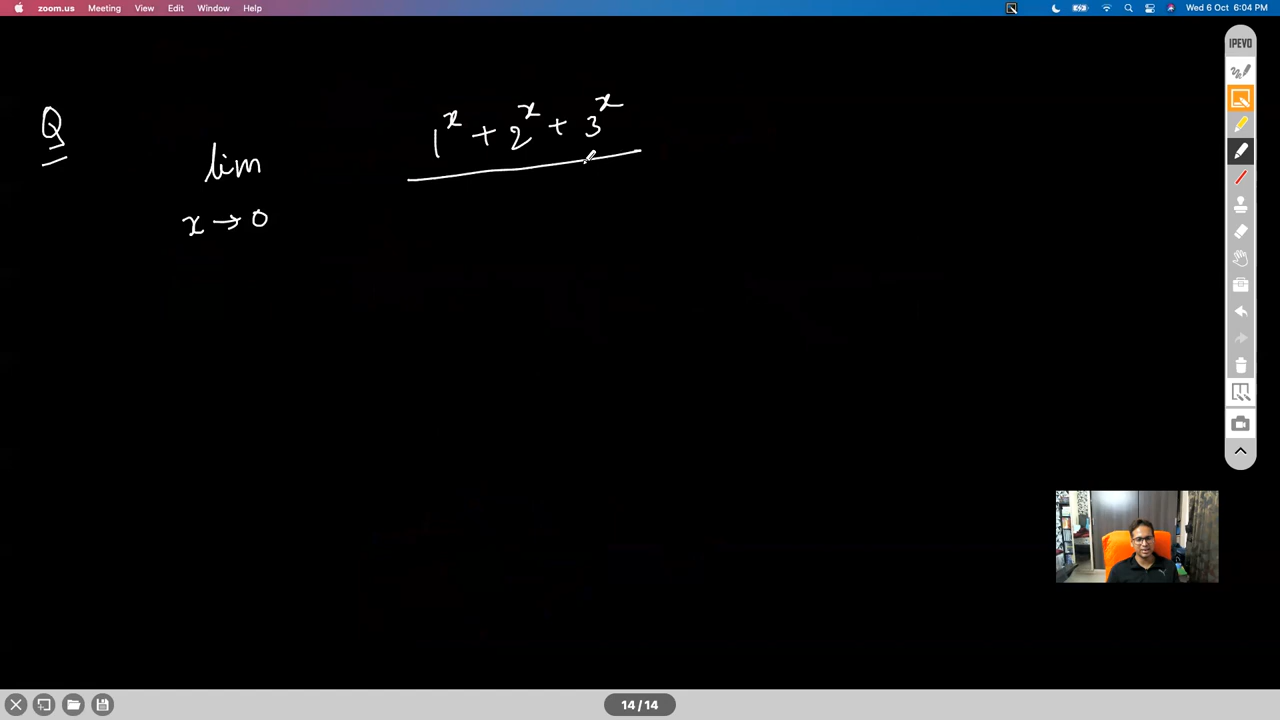 zoom.us Meeting View Edit Window Help Wed 6 Oct 6:04 PM
IPEVO
Q
lim 1^x + 2^x + 3^x
x → 0
14 / 14